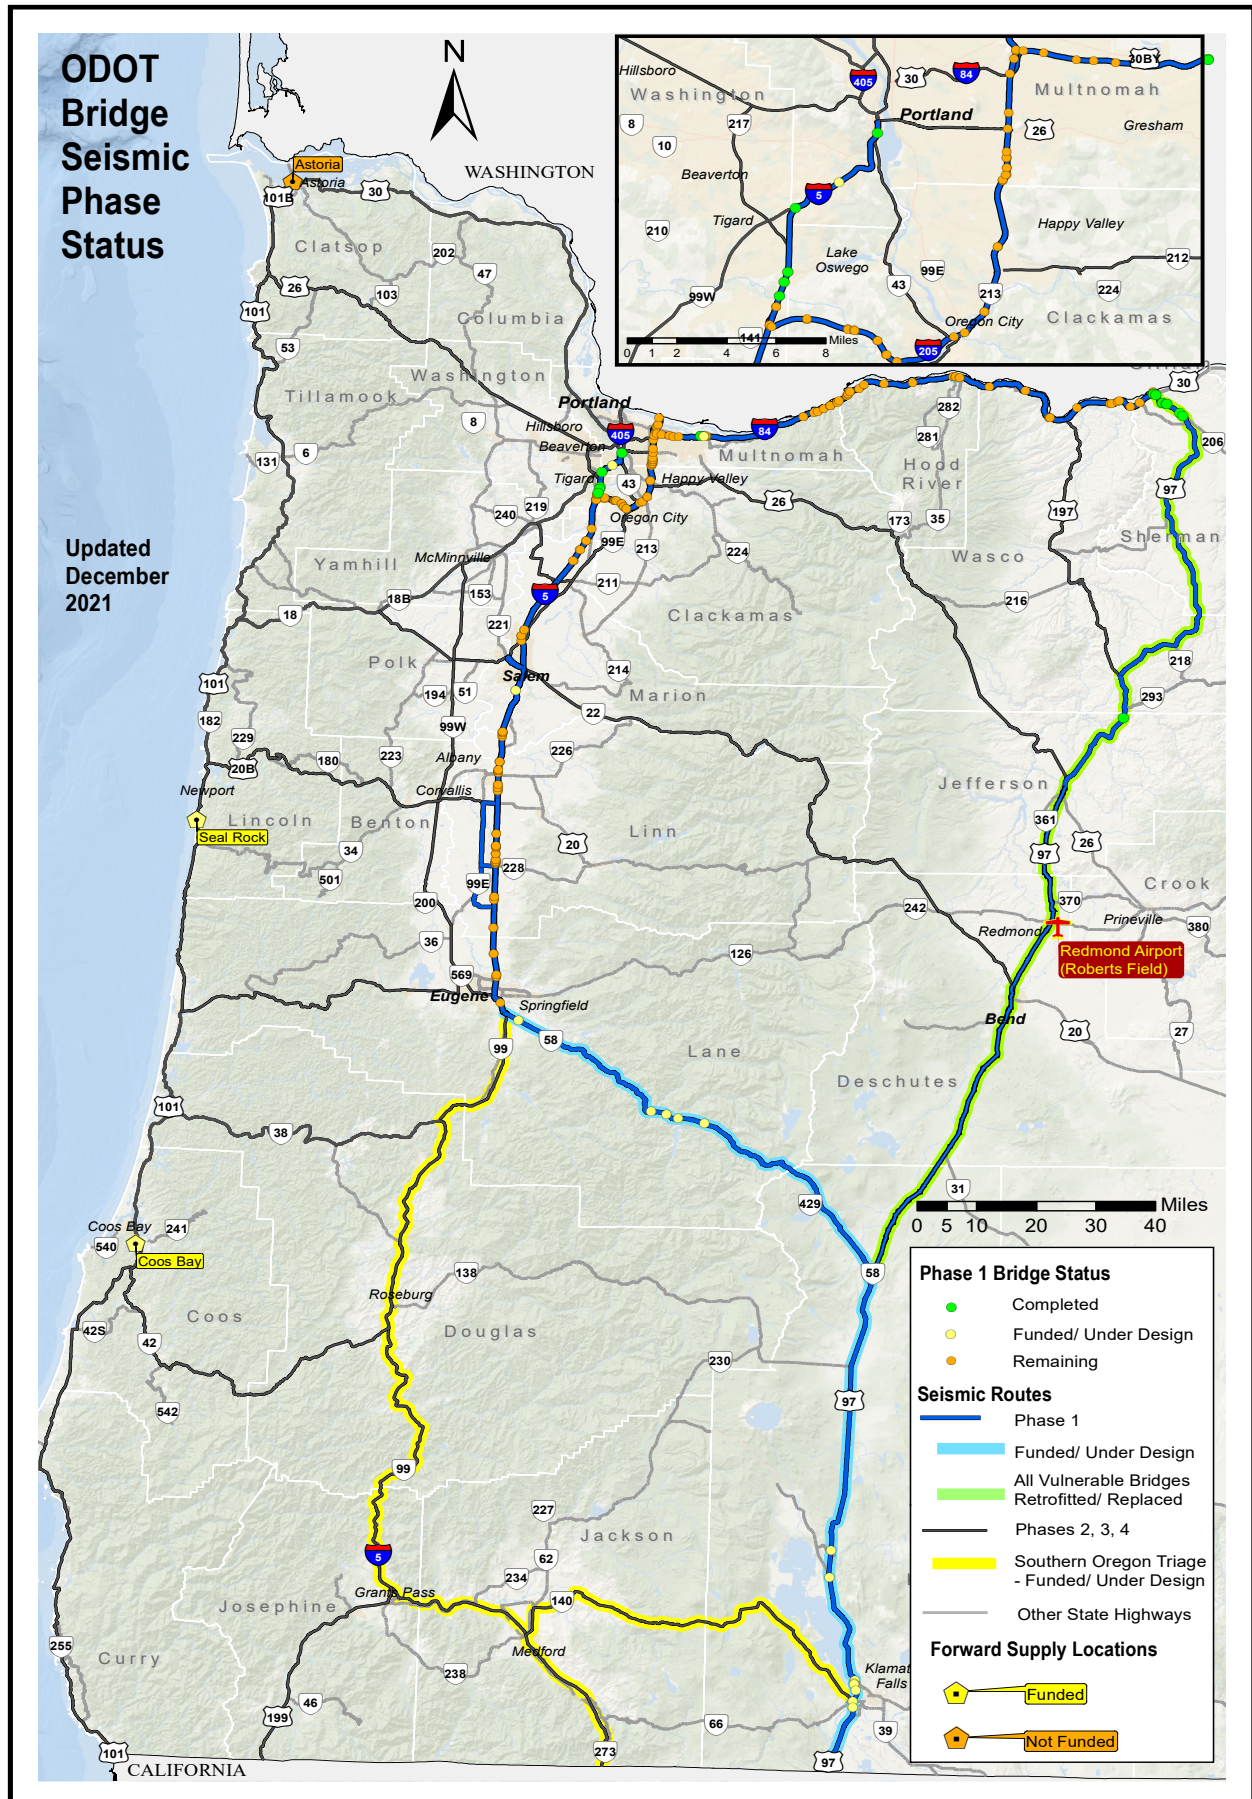 ODOT
Bridge
Seismic
Phase
Status
Updated
December
2021
N
WASHINGTON
Hillsboro
Washington
405
30
84
30BY
Multnomah
8
217
Portland
26
Gresham
10
Beaverton
5
Tigard
210
Lake
Oswego
Happy Valley
99E
212
99W
43
213
224
Oregon City
Clackamas
141
205
0 1 2 4 6 8 Miles
Astoria
Astoria
101B
30
Clatsop
202
47
26
103
101
Columbia
53
Washington
Tillamook
Portland
8
Hillsboro
405
Beaverton
84
Multnomah
282
281
Hood
River
30
206
131
6
Tigard
43
Happy Valley
97
26
197
173
35
240
219
Oregon City
99E
213
224
Wasco
Sherman
McMinnville
Yamhill
18B
153
211
5
216
18
221
Clackamas
Polk
214
218
Salem
101
194
51
Marion
293
182
99W
22
229
223
226
20B
180
Albany
Jefferson
Newport
Corvallis
Lincoln
Benton
Linn
361
Seal Rock
34
20
97
26
501
228
99E
Crook
200
242
370
Prineville
380
36
126
Redmond
Redmond Airport
(Roberts Field)
569
Eugene
Springfield
Bend
20
27
99
58
Lane
Deschutes
101
38
31
429
Miles
0 5 10 20 30 40
Coos Bay
241
540
Coos Bay
138
58
Roseburg
Coos
42S
42
Douglas
230
97
542
99
227
Jackson
5
62
234
Grants Pass
140
Josephine
255
Medford
Curry
238
Falls
46
199
66
39
273
97
101
CALIFORNIA
Phase 1 Bridge Status
Completed
Funded/ Under Design
Remaining
Seismic Routes
Phase 1
Funded/ Under Design
All Vulnerable Bridges
Retrofitted/ Replaced
Phases 2, 3, 4
Southern Oregon Triage
- Funded/ Under Design
Other State Highways
Forward Supply Locations
Funded
Not Funded